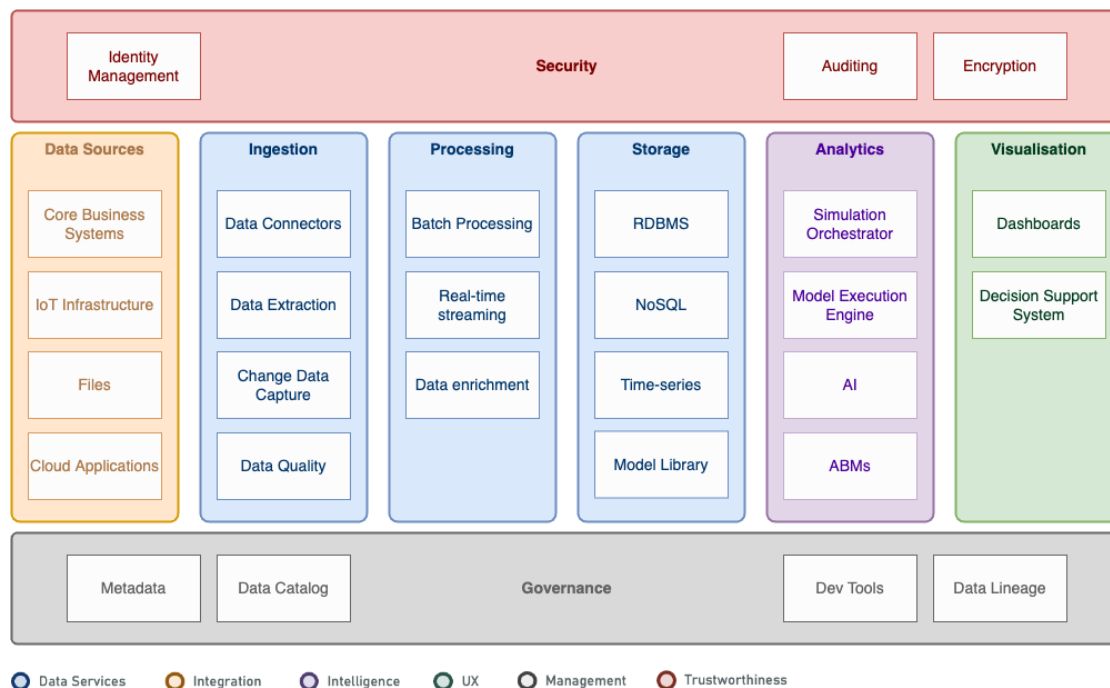 Identity
Management
Security
Auditing
Encryption
Data Sources
Core Business
Systems
IoT Infrastructure
Files
Cloud Applications
Ingestion
Data Connectors
Data Extraction
Change Data
Capture
Data Quality
Processing
Batch Processing
Real-time
streaming
Data enrichment
Storage
RDBMS
NoSQL
Time-series
Model Library
Analytics
Simulation
Orchestrator
Model Execution
Engine
AI
ABMs
Visualisation
Dashboards
Decision Support
System
Metadata
Data Catalog
Governance
Dev Tools
Data Lineage
Data Services
Integration
Intelligence
UX
Management
Trustworthiness